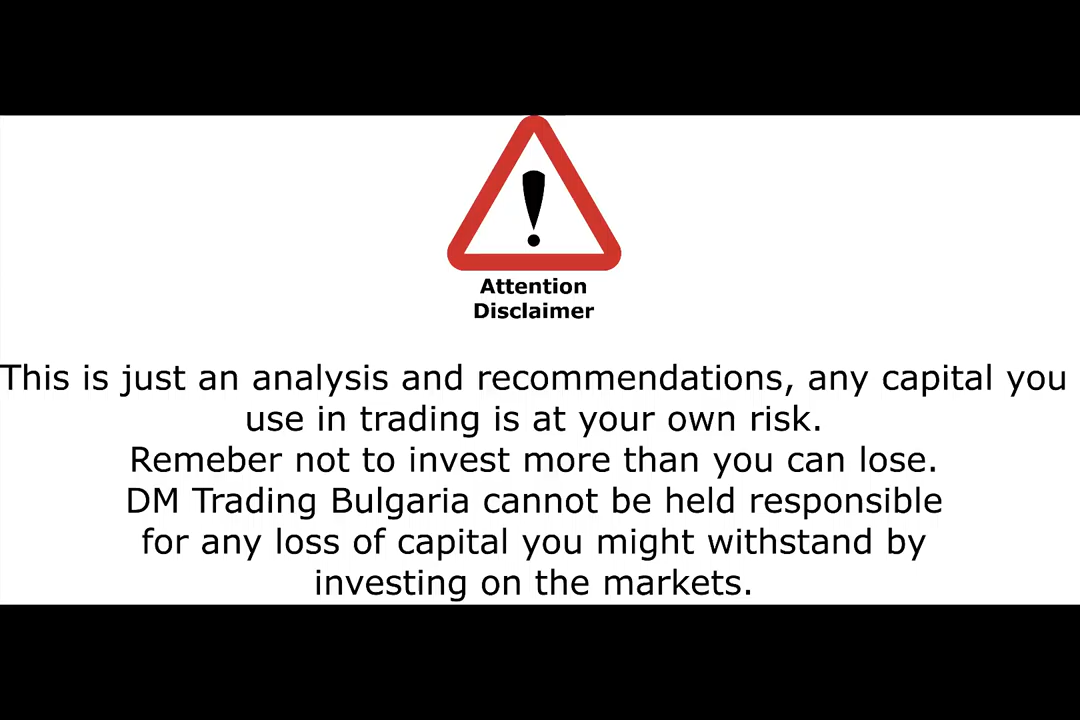 Attention
Disclaimer
This is just an analysis and recommendations, any capital you
use in trading is at your own risk.
Remeber not to invest more than you can lose.
DM Trading Bulgaria cannot be held responsible
for any loss of capital you might withstand by
investing on the markets.